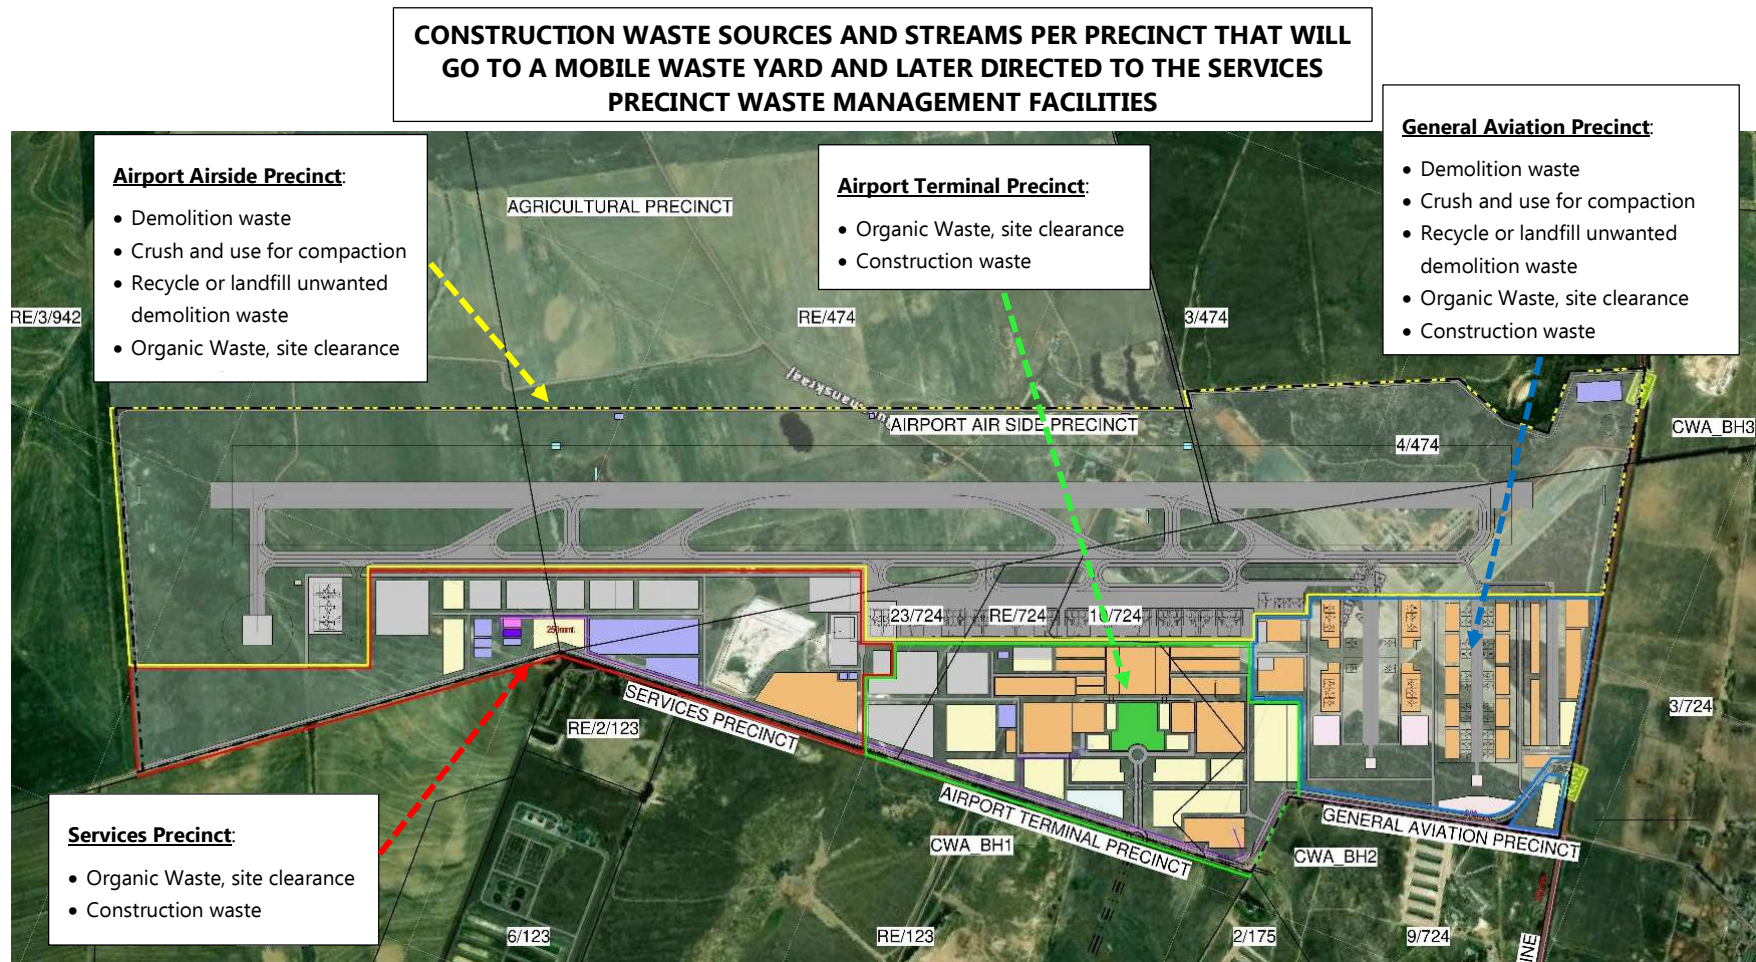 CONSTRUCTION WASTE SOURCES AND STREAMS PER PRECINCT THAT WILL
GO TO A MOBILE WASTE YARD AND LATER DIRECTED TO THE SERVICES
PRECINCT WASTE MANAGEMENT FACILITIES
Airport Airside Precinct:
• Demolition waste
• Crush and use for compaction
• Recycle or landfill unwanted
demolition waste
• Organic Waste, site clearance
Airport Terminal Precinct:
• Organic Waste, site clearance
• Construction waste
General Aviation Precinct:
• Demolition waste
• Crush and use for compaction
• Recycle or landfill unwanted
demolition waste
• Organic Waste, site clearance
• Construction waste
AGRICULTURAL PRECINCT
RE/3/942
RE/474
3/474
AIRPORT AIR SIDE PRECINCT
4/474
CWA_BH3
23/724
RE/724
10/724
250mm
SERVICES PRECINCT
RE/2/123
3/724
AIRPORT TERMINAL PRECINCT
GENERAL AVIATION PRECINCT
CWA_BH1
CWA_BH2
Services Precinct:
• Organic Waste, site clearance
• Construction waste
6/123
RE/123
2/175
9/724